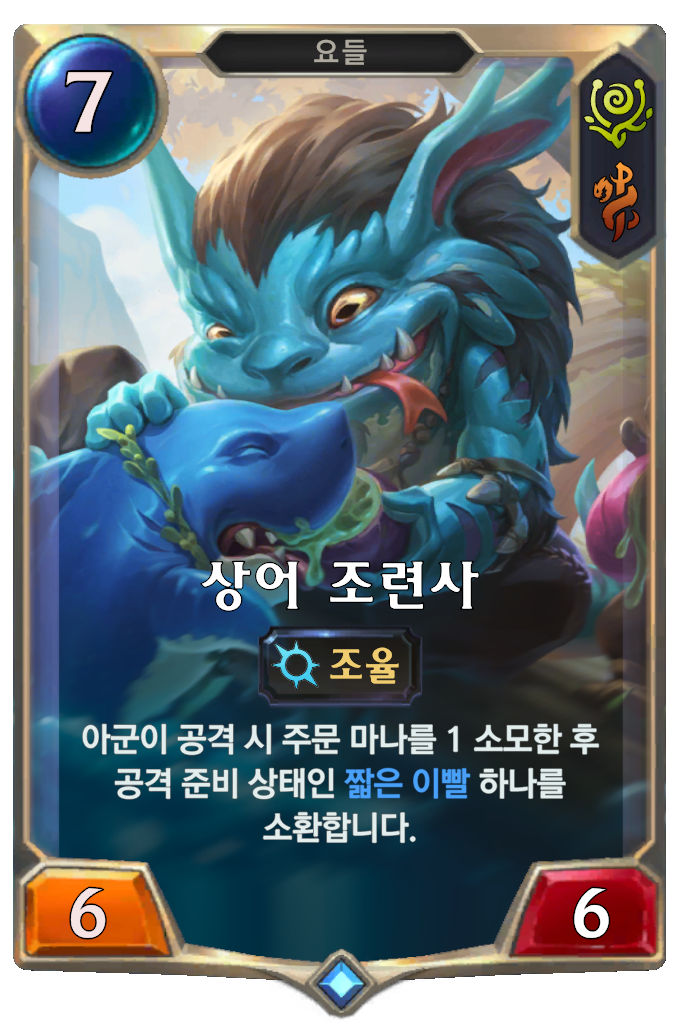 요들
7
상어 조련사
조율
아군이 공격 시 주문 마나를 1 소모한 후
공격 준비 상태인 짧은 이빨 하나를
소환합니다.
6
6